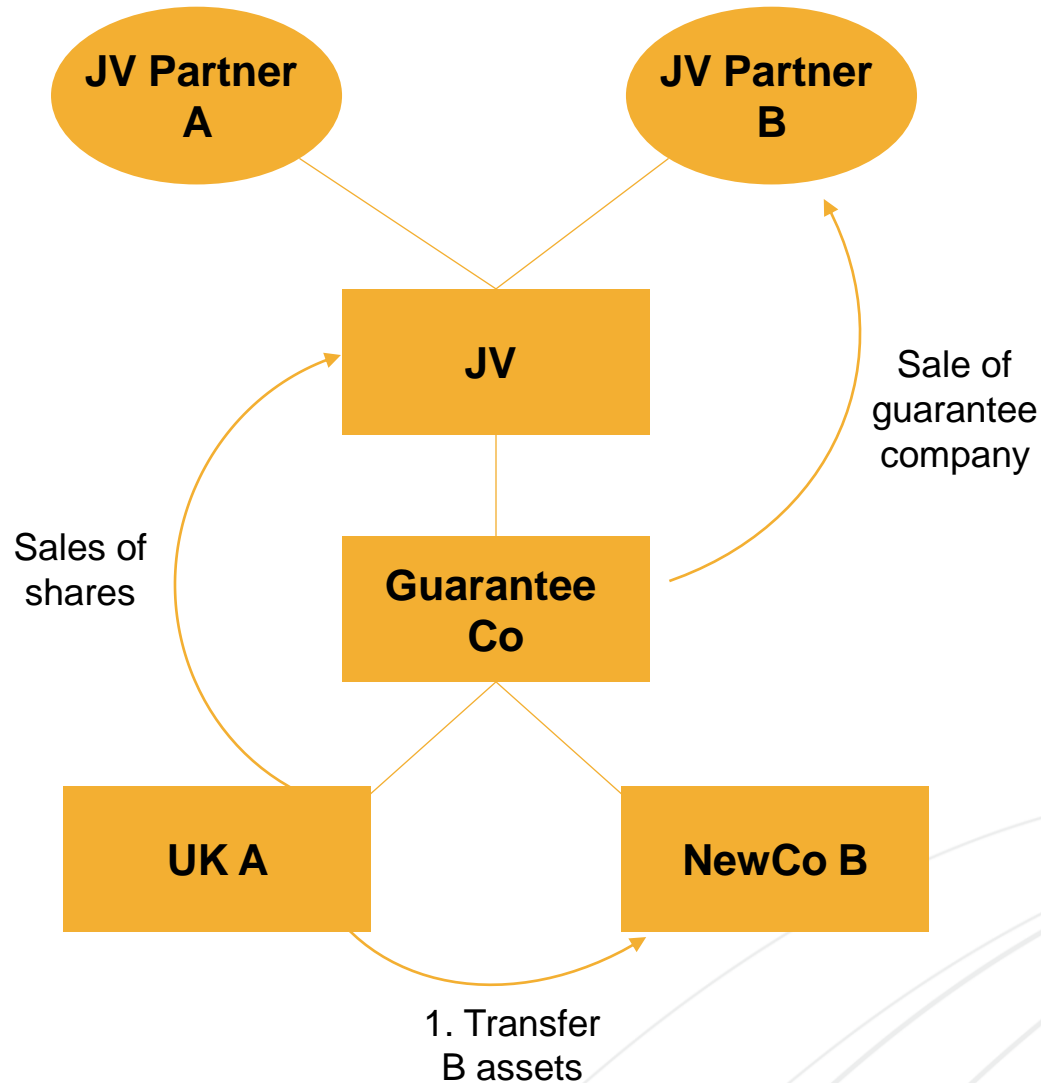 JV Partner
A
JV Partner
B
JV
Sale of
guarantee
company
Sales of
shares
Guarantee
Co
UK A
NewCo B
1. Transfer
B assets